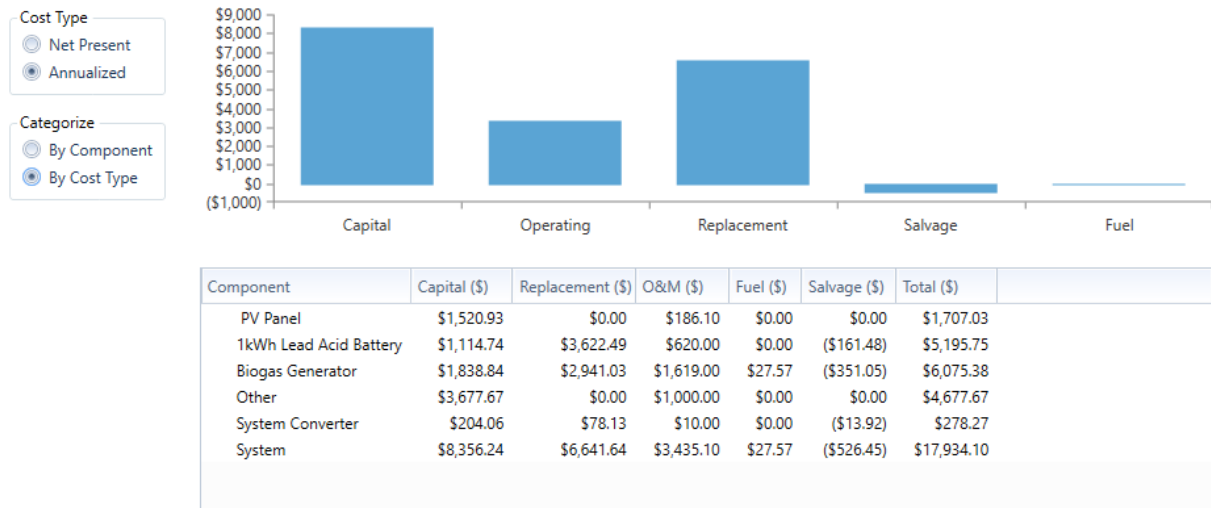 Cost Type
Net Present
Annualized
Categorize
By Component
By Cost Type
$9,000
$8,000
$7,000
$6,000
$5,000
$4,000
$3,000
$2,000
$1,000
$0
($1,000)
Capital Operating Replacement Salvage Fuel
Component Capital ($) Replacement ($) O&M ($) Fuel ($) Salvage ($) Total ($)
PV Panel $1,520.93 $0.00 $186.10 $0.00 $0.00 $1,707.03
1kWh Lead Acid Battery $1,114.74 $3,622.49 $620.00 $0.00 ($161.48) $5,195.75
Biogas Generator $1,838.84 $2,941.03 $1,619.00 $27.57 ($351.05) $6,075.38
Other $3,677.67 $0.00 $1,000.00 $0.00 $0.00 $4,677.67
System Converter $204.06 $78.13 $10.00 $0.00 ($13.92) $278.27
System $8,356.24 $6,641.64 $3,435.10 $27.57 ($526.45) $17,934.10